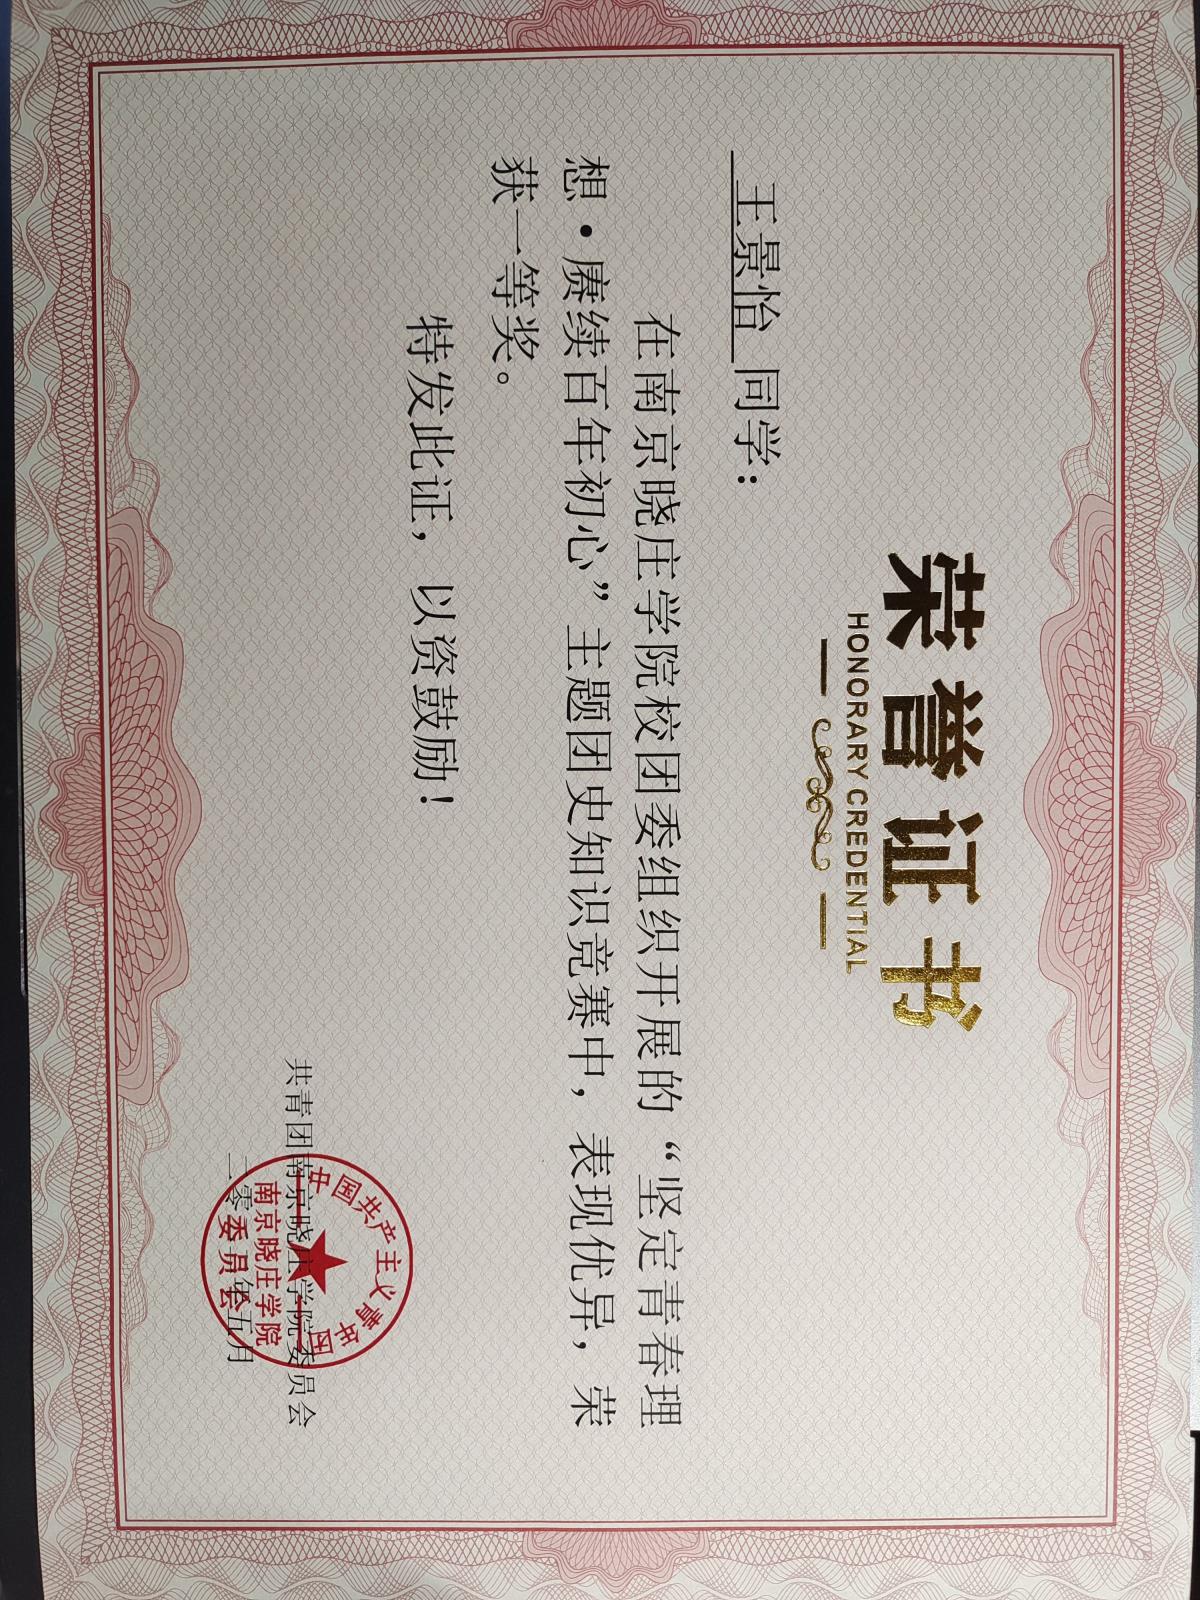 荣誉证书
HONORARY CREDENTIAL
王景怡 同学：
在南京晓庄学院校团委组织开展的“坚定青春理
想·赓续百年初心”主题团史知识竞赛中，表现优异，荣
获一等奖。
特发此证，以资鼓励！
共青团南京晓庄学院委员会
二零 年五月
中国共产主义青年团
南京晓庄学院
委员会